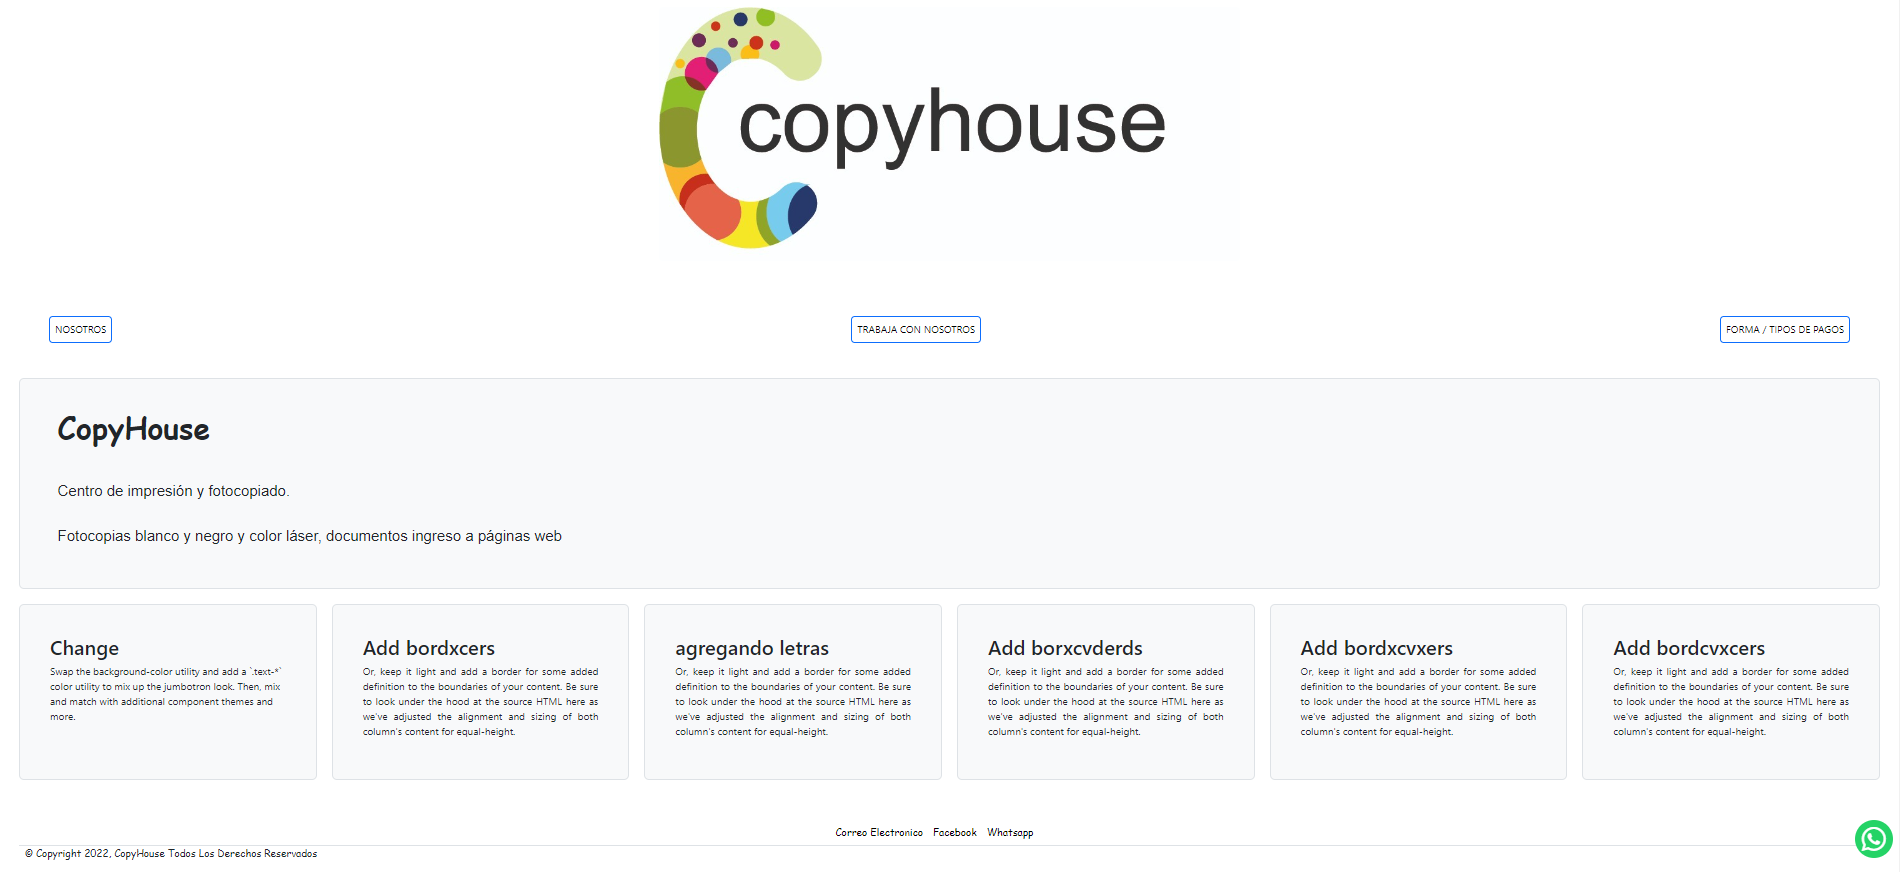 copyhouse
NOSOTROS
TRABAJA CON NOSOTROS
FORMA / TIPOS DE PAGOS
CopyHouse
Centro de impresión y fotocopiado.
Fotocopias blanco y negro y color láser, documentos ingreso a páginas web
Change
Swap the background-color utility and add a `.text-*`
color utility to mix up the jumbotron look. Then, mix
and match with additional component themes and
more.
Add bordxcers
Or, keep it light and add a border for some added
definition to the boundaries of your content. Be sure
to look under the hood at the source HTML here as
we've adjusted the alignment and sizing of both
column's content for equal-height.
agregando letras
Or, keep it light and add a border for some added
definition to the boundaries of your content. Be sure
to look under the hood at the source HTML here as
we've adjusted the alignment and sizing of both
column's content for equal-height.
Add borxcvderds
Or, keep it light and add a border for some added
definition to the boundaries of your content. Be sure
to look under the hood at the source HTML here as
we've adjusted the alignment and sizing of both
column's content for equal-height.
Add bordxcvxers
Or, keep it light and add a border for some added
definition to the boundaries of your content. Be sure
to look under the hood at the source HTML here as
we've adjusted the alignment and sizing of both
column's content for equal-height.
Add bordcvxcers
Or, keep it light and add a border for some added
definition to the boundaries of your content. Be sure
to look under the hood at the source HTML here as
we've adjusted the alignment and sizing of both
column's content for equal-height.
Correo Electronico Facebook Whatsapp
© Copyright 2022, CopyHouse Todos Los Derechos Reservados